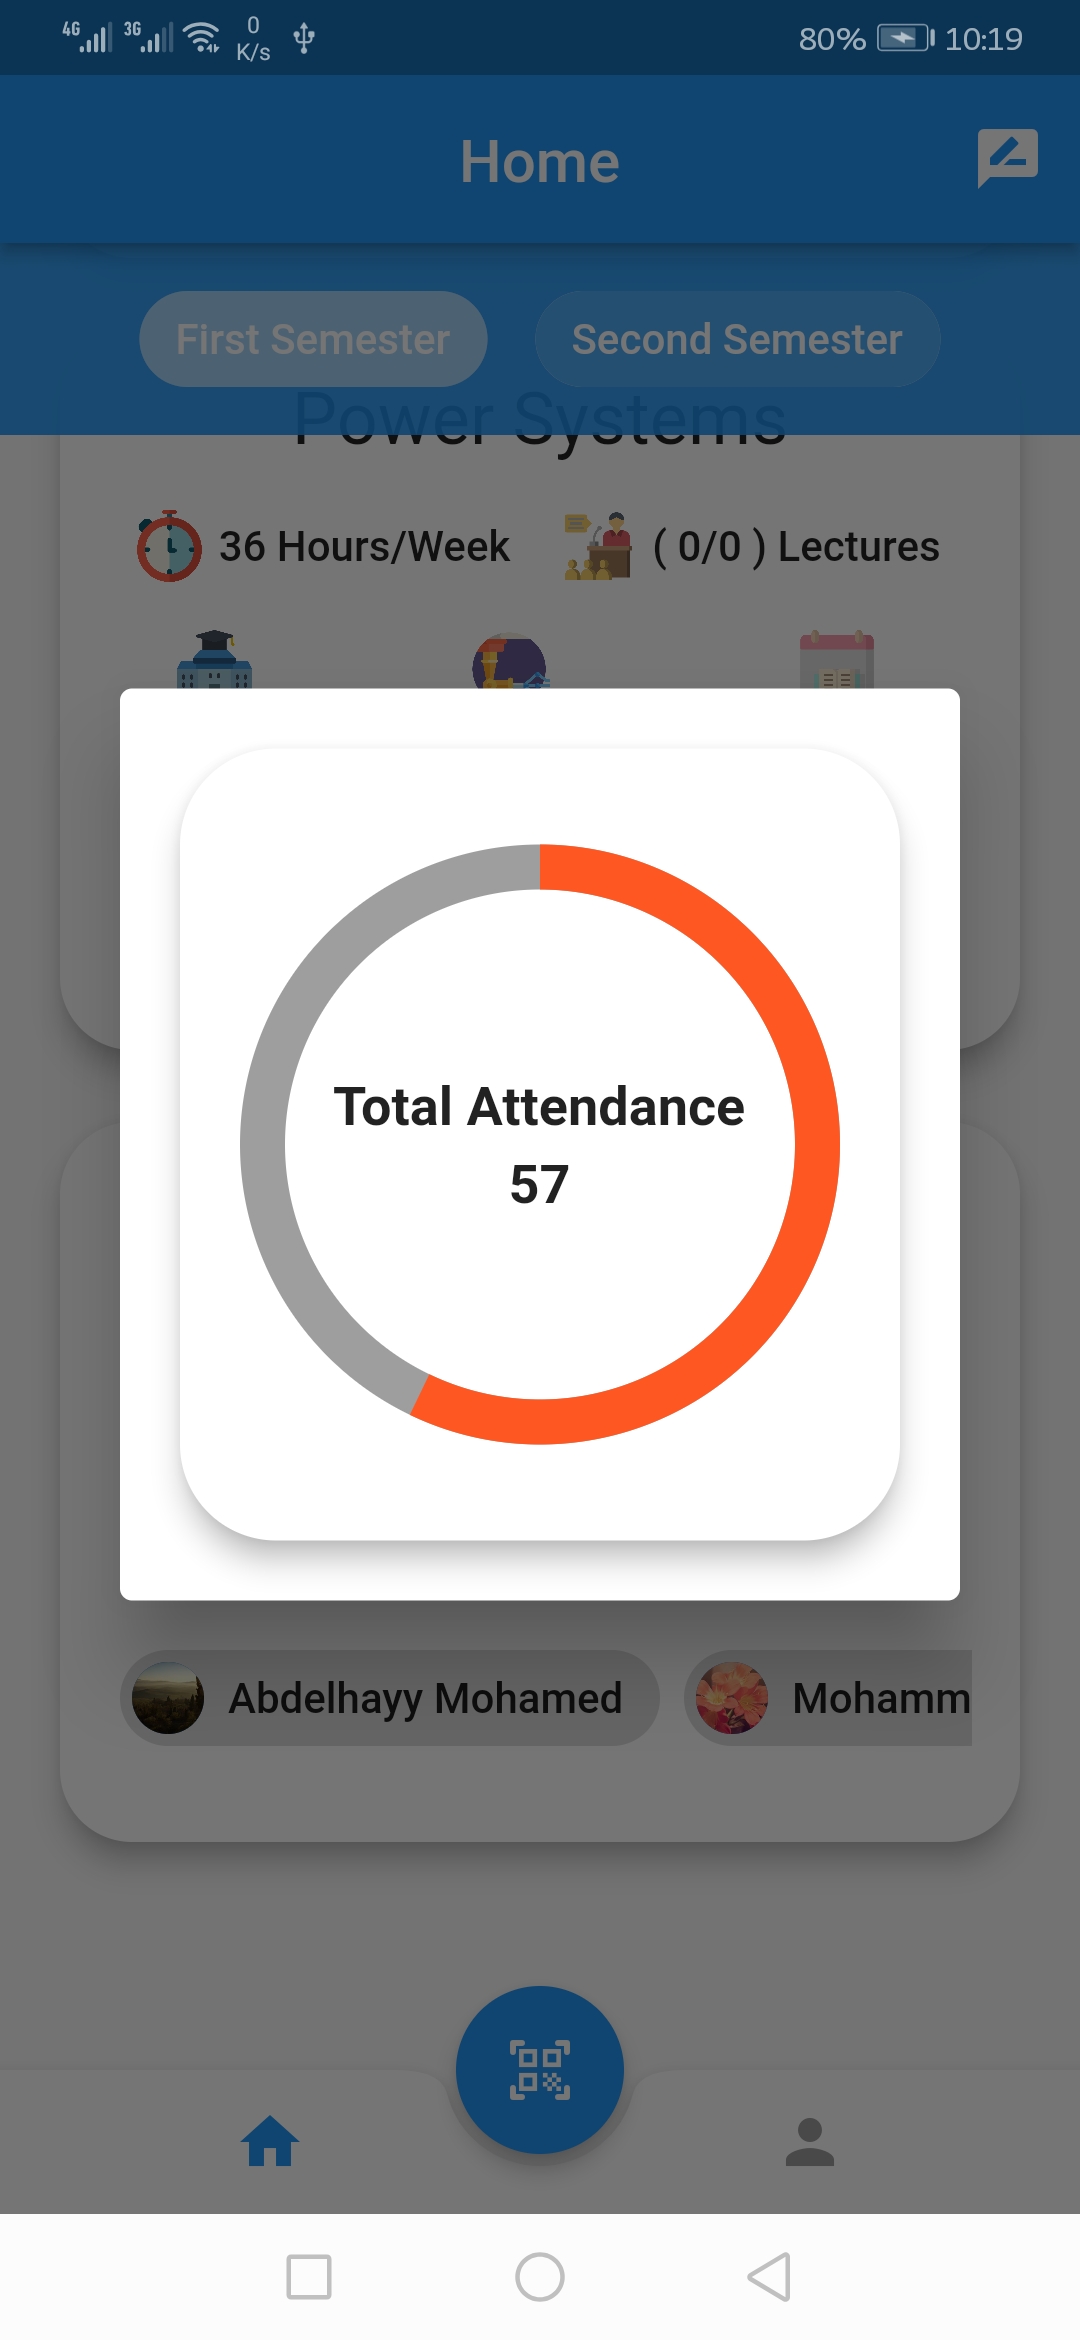 4G 3G 0 K/s 80% 10:19
Home
First Semester Second Semester
Power Systems
36 Hours/Week ( 0/0 ) Lectures
Total Attendance
57
Abdelhayy Mohamed Mohamm